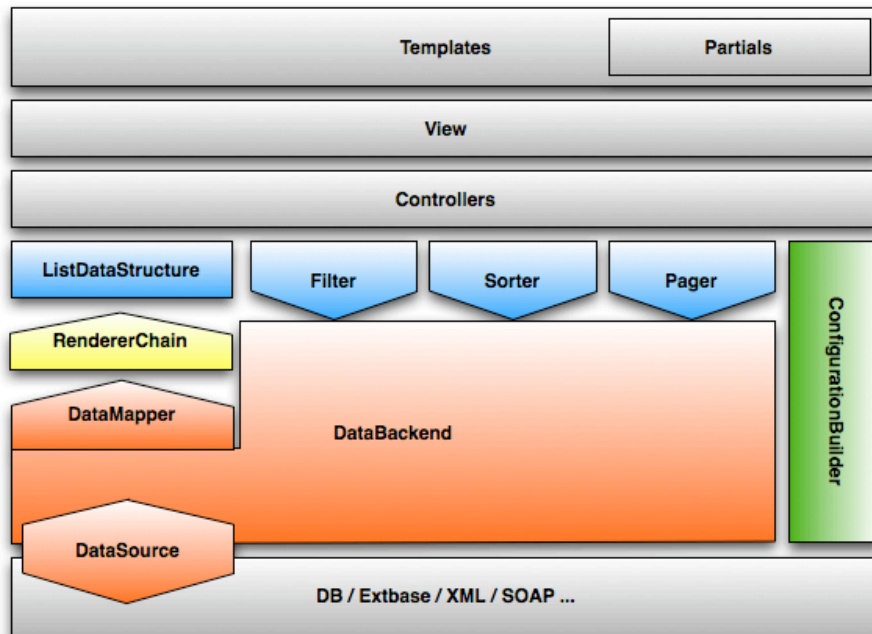 Templates
Partials
View
Controllers
ListDataStructure
Filter
Sorter
Pager
ConfigurationBuilder
RendererChain
DataMapper
DataBackend
DataSource
DB / Extbase / XML / SOAP ...